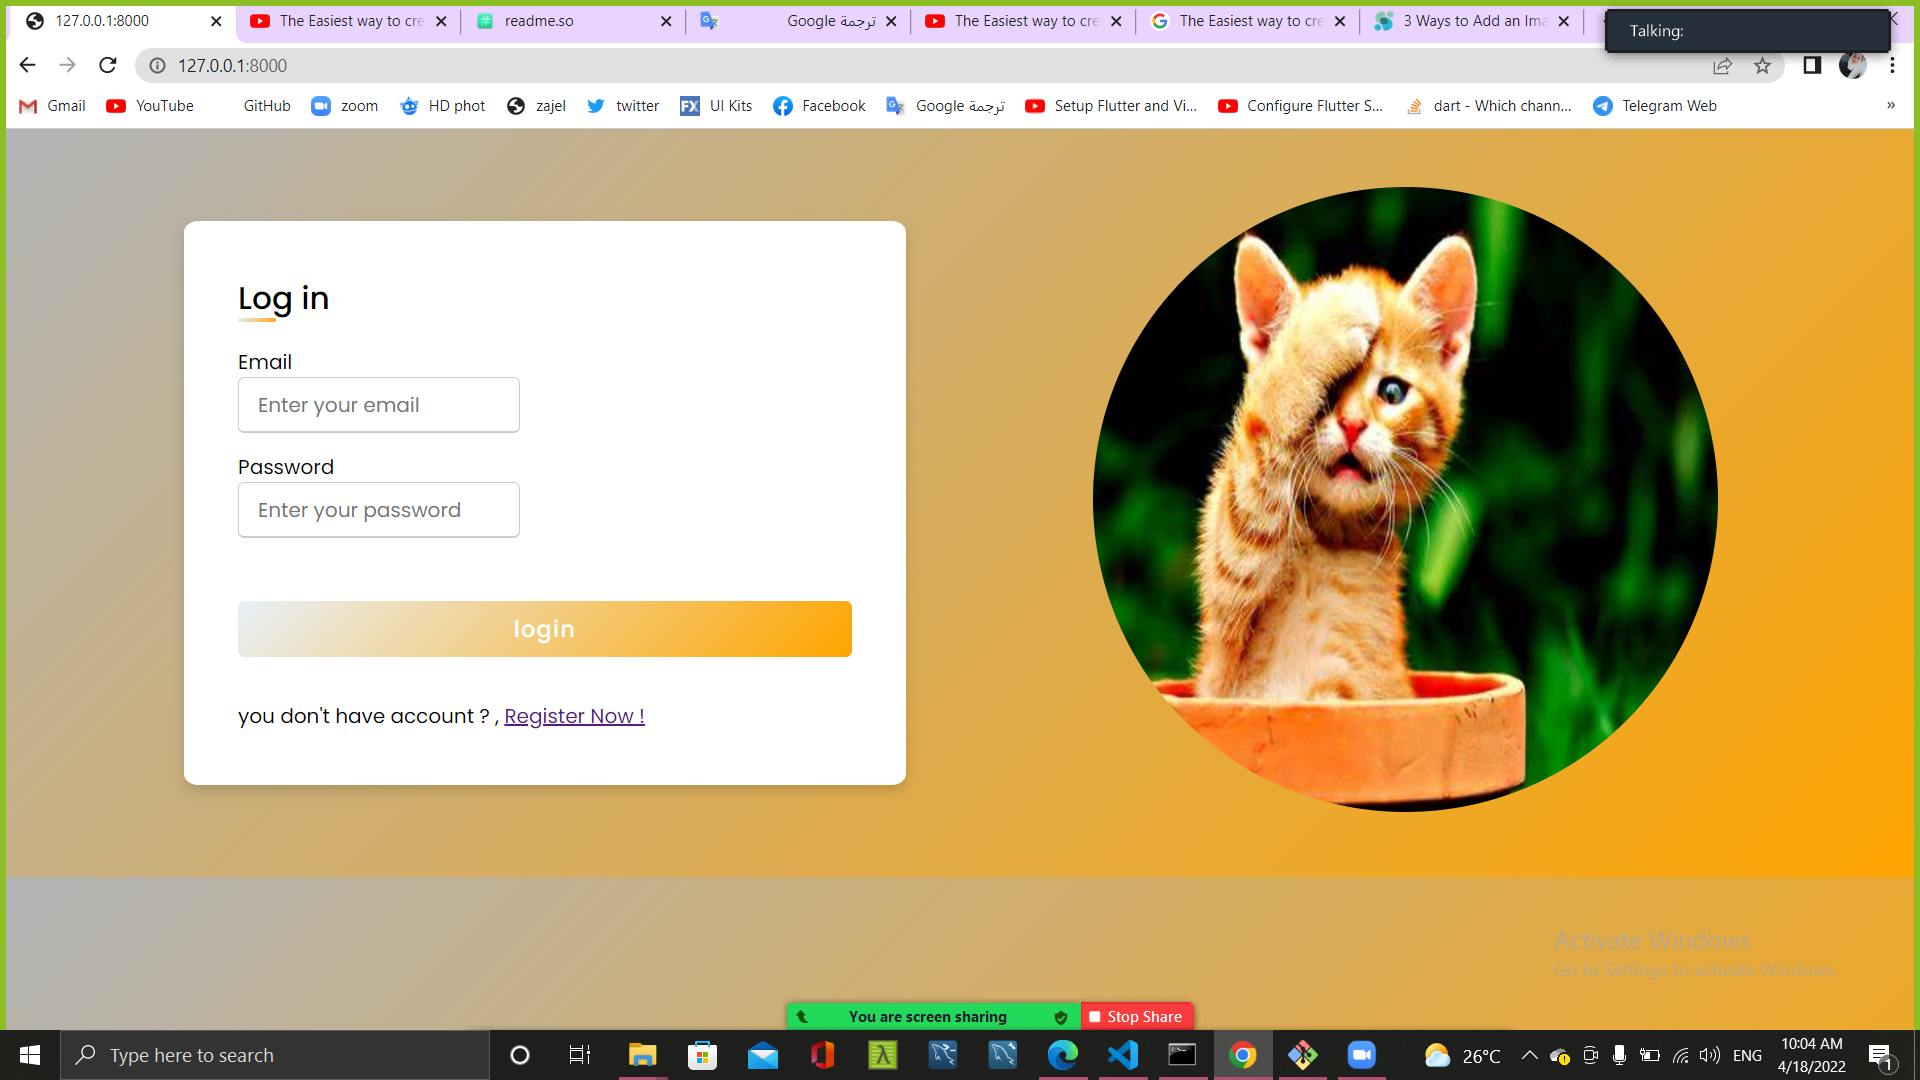 127.0.0.1:8000
The Easiest way to cre
readme.so
ترجمة Google
The Easiest way to cre
The Easiest way to cre
3 Ways to Add an Ima
Talking:
127.0.0.1:8000
Gmail
YouTube
GitHub
zoom
HD phot
zajel
twitter
UI Kits
Facebook
ترجمة Google
Setup Flutter and Vi...
Configure Flutter S...
dart - Which chann...
Telegram Web
»
Log in
Email
Enter your email
Password
Enter your password
login
you don't have account ? , Register Now !
Activate Windows
Go to Settings to activate Windows.
You are screen sharing
Stop Share
Type here to search
26°C
ENG
10:04 AM
4/18/2022
1